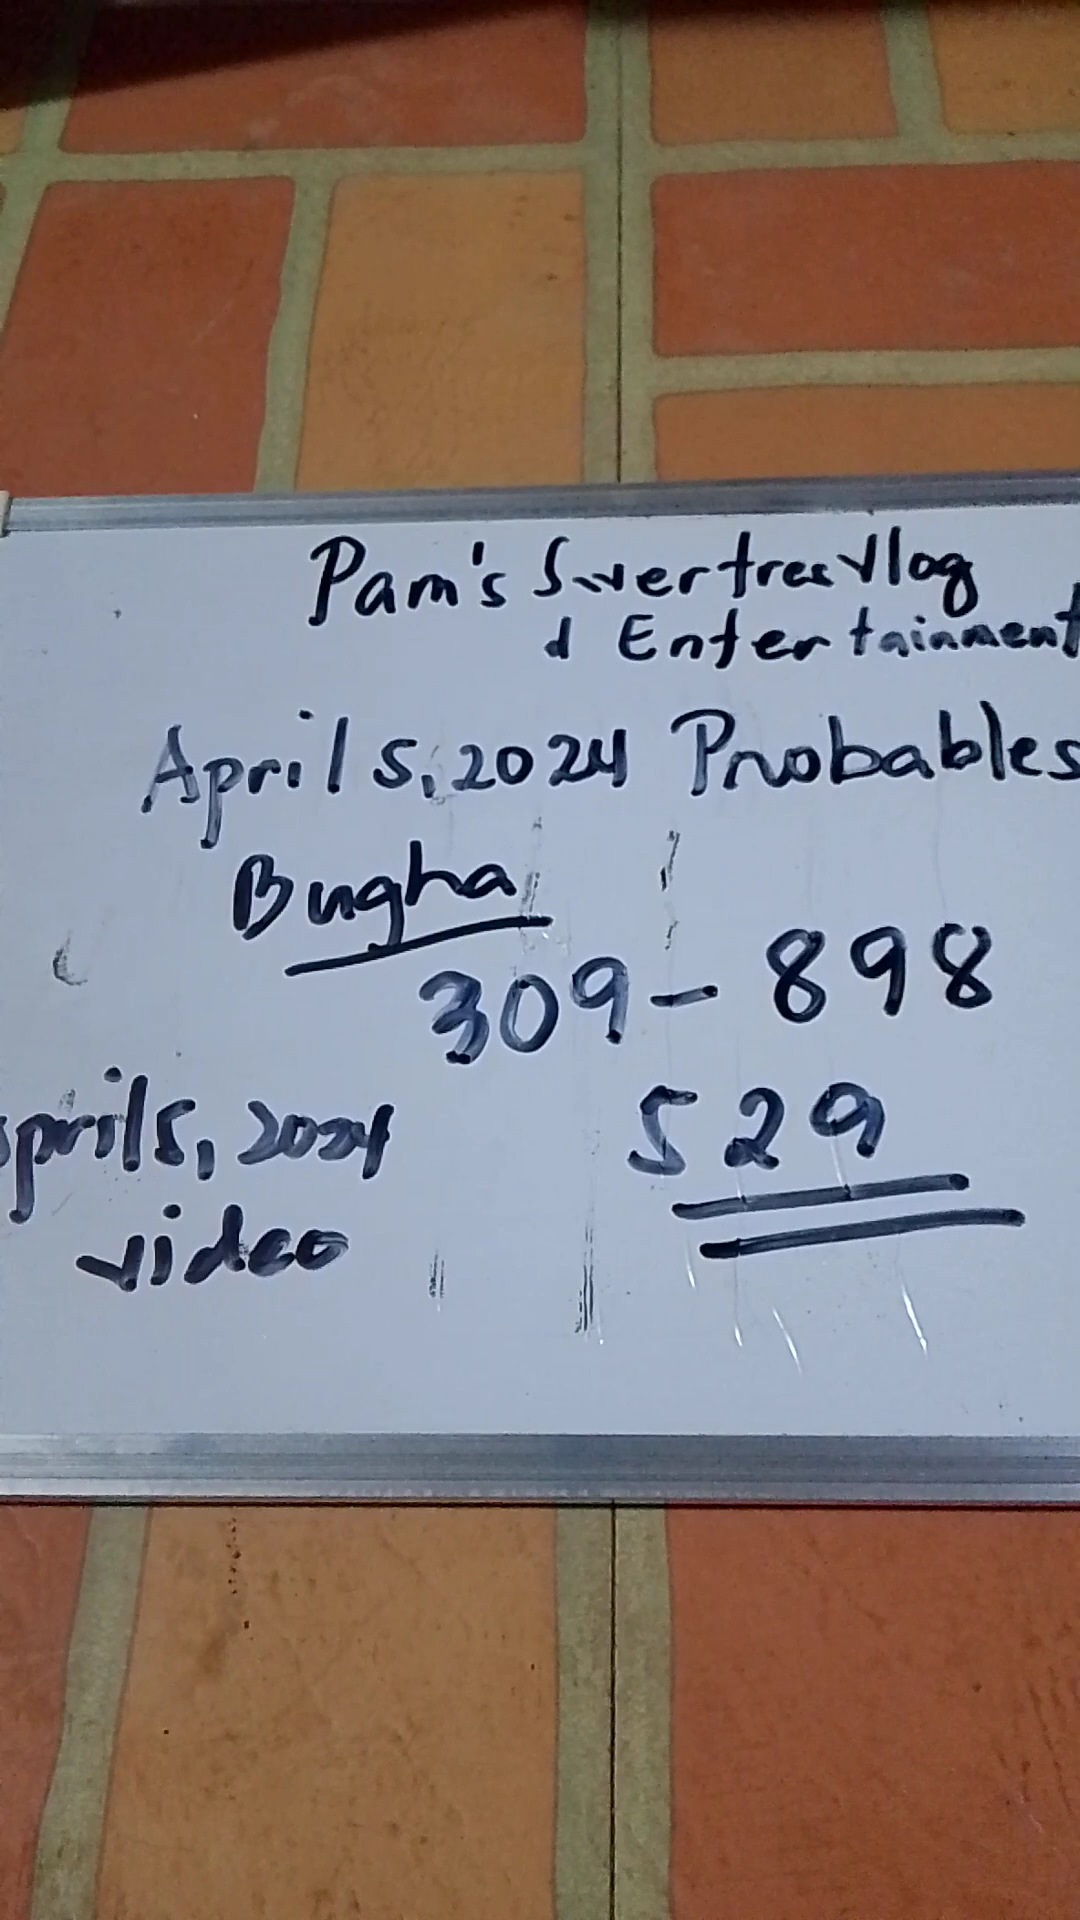 Pam's Swertres Vlog
& Entertainment
April 5, 2024 Probables
Bugha
309 - 898
529
April 5, 2024
video